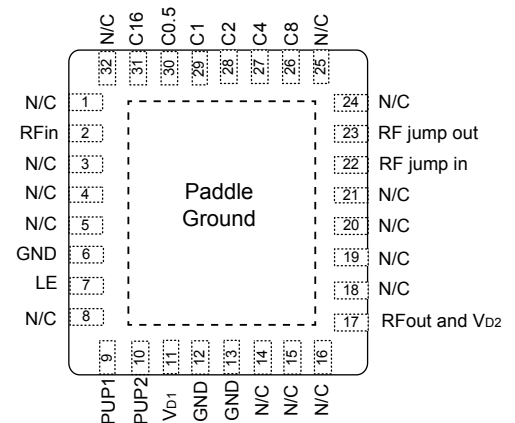 N/C C16 C0.5 C1 C2 C4 C8 N/C
32 31 30 29 28 27 26 25
N/C 1
RFin 2
N/C 3
N/C 4
N/C 5
GND 6
LE 7
N/C 8
Paddle
Ground
24 N/C
23 RF jump out
22 RF jump in
21 N/C
20 N/C
19 N/C
18 N/C
17 RFout and VD2
9 10 11 12 13 14 15 16
PUP1 PUP2 VD1 GND GND N/C N/C N/C